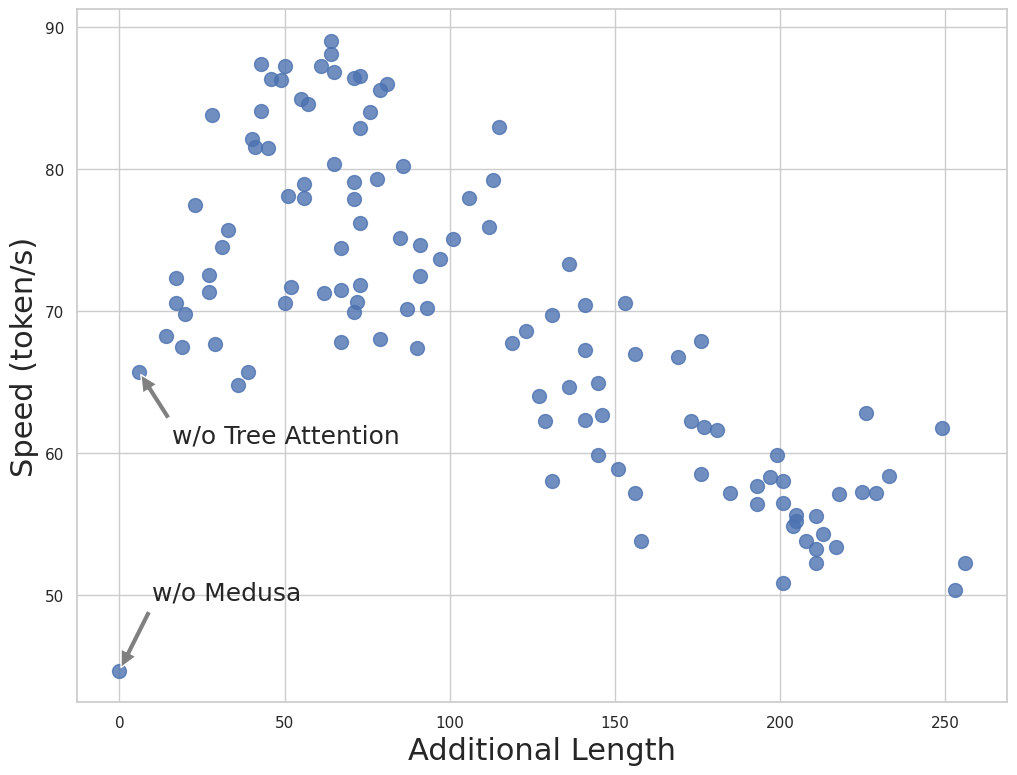 90
80
70
60
50
Speed (token/s)
w/o Tree Attention
w/o Medusa
0
50
100
150
200
250
Additional Length